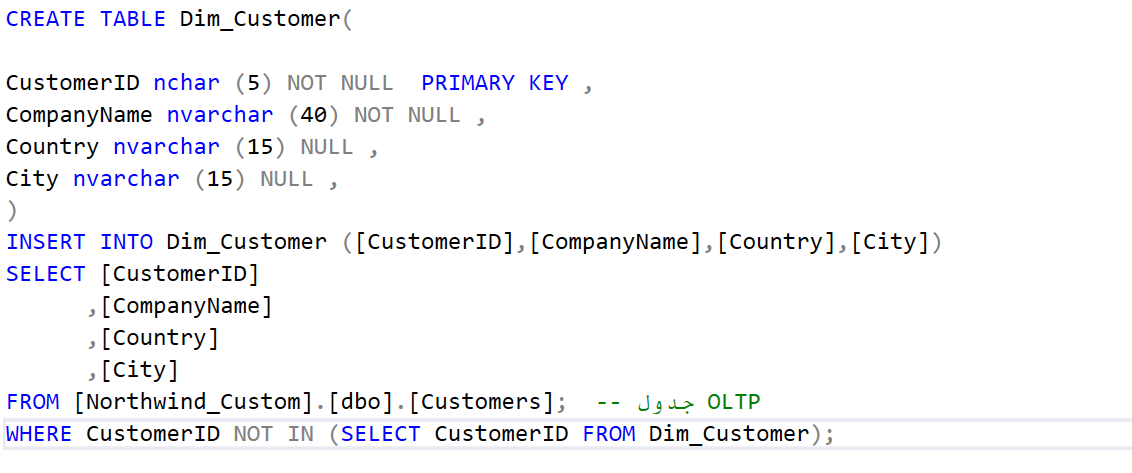 CREATE TABLE Dim_Customer(
CustomerID nchar (5) NOT NULL  PRIMARY KEY ,
CompanyName nvarchar (40) NOT NULL ,
Country nvarchar (15) NULL ,
City nvarchar (15) NULL ,
)
INSERT INTO Dim_Customer ([CustomerID],[CompanyName],[Country],[City])
SELECT [CustomerID]
      ,[CompanyName]
      ,[Country]
      ,[City]
FROM [Northwind_Custom].[dbo].[Customers];  -- جدول OLTP
WHERE CustomerID NOT IN (SELECT CustomerID FROM Dim_Customer);